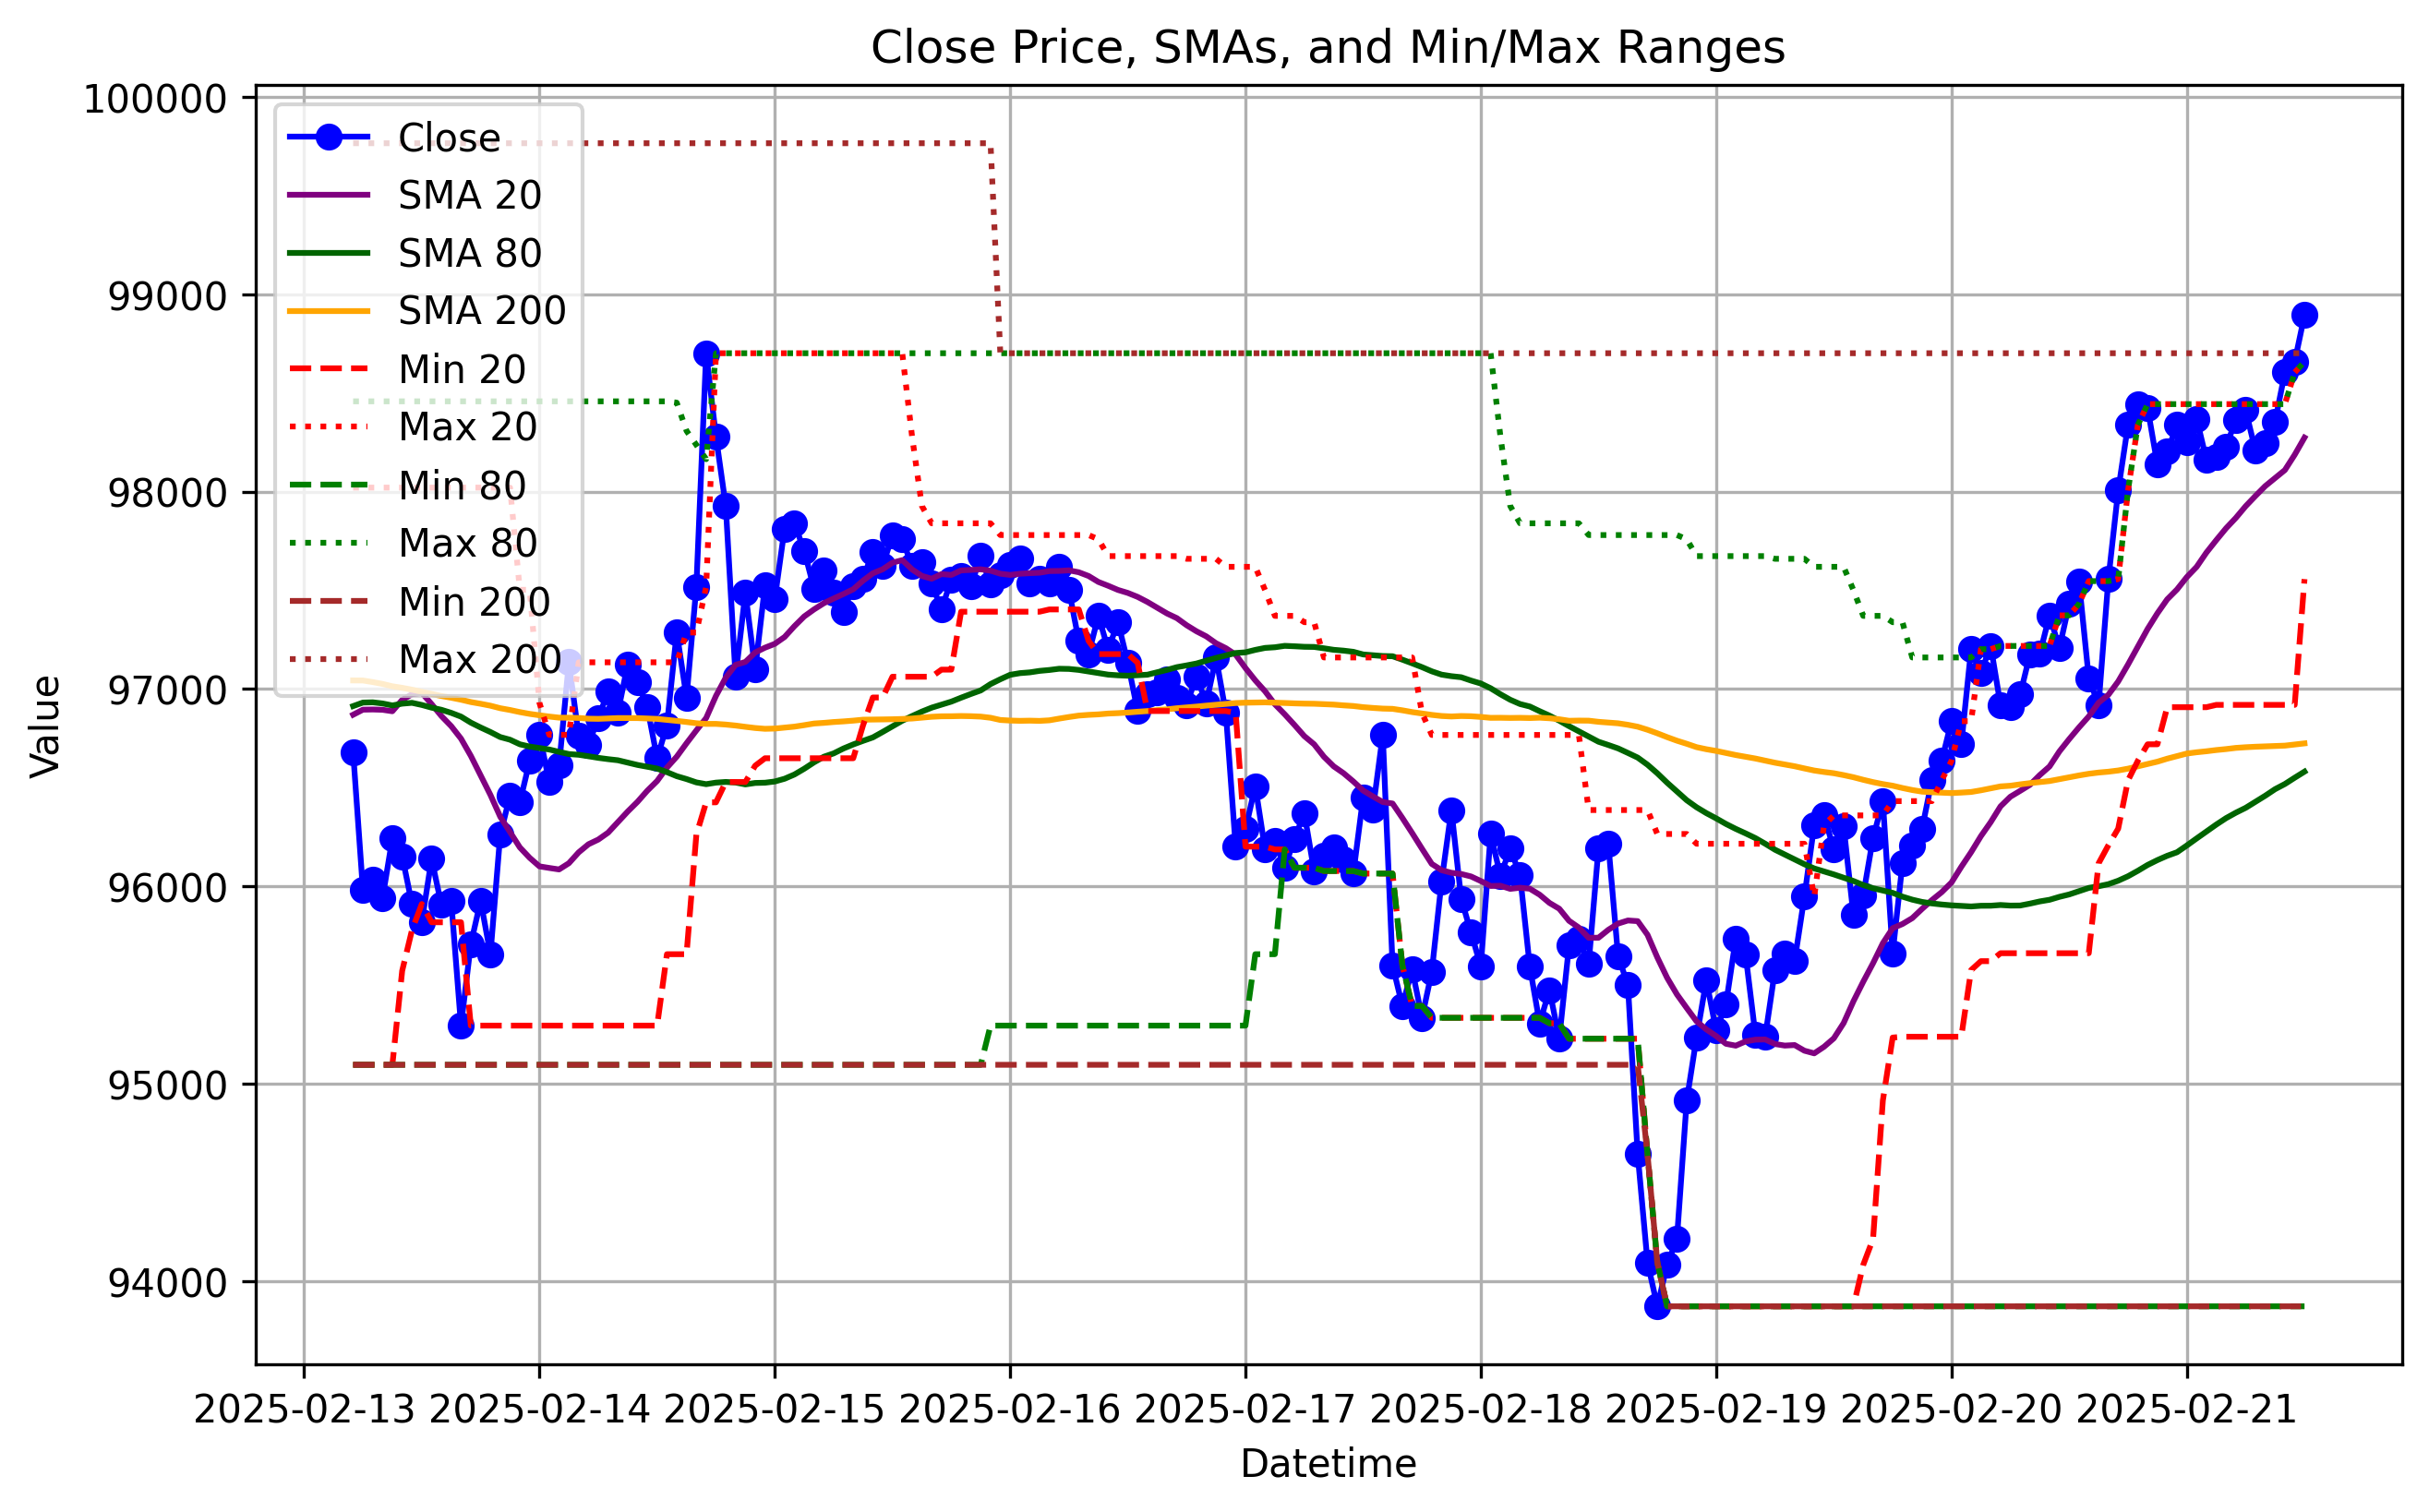 Close Price, SMAs, and Min/Max Ranges
100000
99000
98000
97000
96000
95000
94000
Value
Close
SMA 20
SMA 80
SMA 200
Min 20
Max 20
Min 80
Max 80
Min 200
Max 200
2025-02-13 2025-02-14 2025-02-15 2025-02-16 2025-02-17 2025-02-18 2025-02-19 2025-02-20 2025-02-21
Datetime